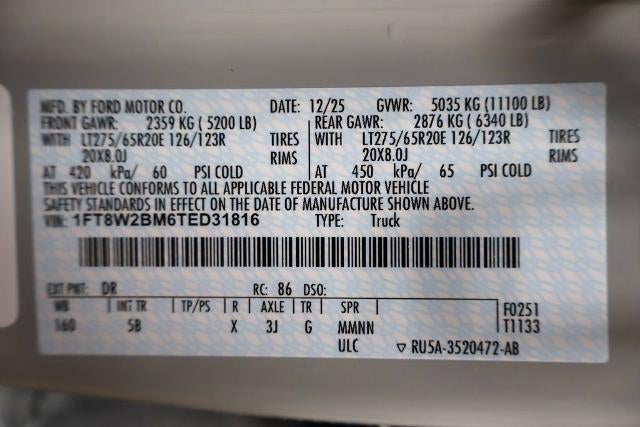 MFD. BY FORD MOTOR CO. DATE: 12/25 GVWR: 5035 KG (11100 LB)
FRONT GAWR: 2359 KG ( 5200 LB) REAR GAWR: 2876 KG ( 6340 LB)
WITH LT275/65R20E 126/123R TIRES WITH LT275/65R20E 126/123R TIRES
20X8.0J RIMS 20X8.0J RIMS
AT 420 kPa/ 60 PSI COLD AT 450 kPa/ 65 PSI COLD
THIS VEHICLE CONFORMS TO ALL APPLICABLE FEDERAL MOTOR VEHICLE
SAFETY STANDARDS IN EFFECT ON THE DATE OF MANUFACTURE SHOWN ABOVE.
VIN: 1FT8W2BM6TED31816 TYPE: Truck
EXT PNT: DR RC: 86 DSO:
WB INT TR TP/PS R AXLE TR SPR F0251
160 5B X 3J G MMNN T1133
ULC ▽ RU5A-3520472-AB